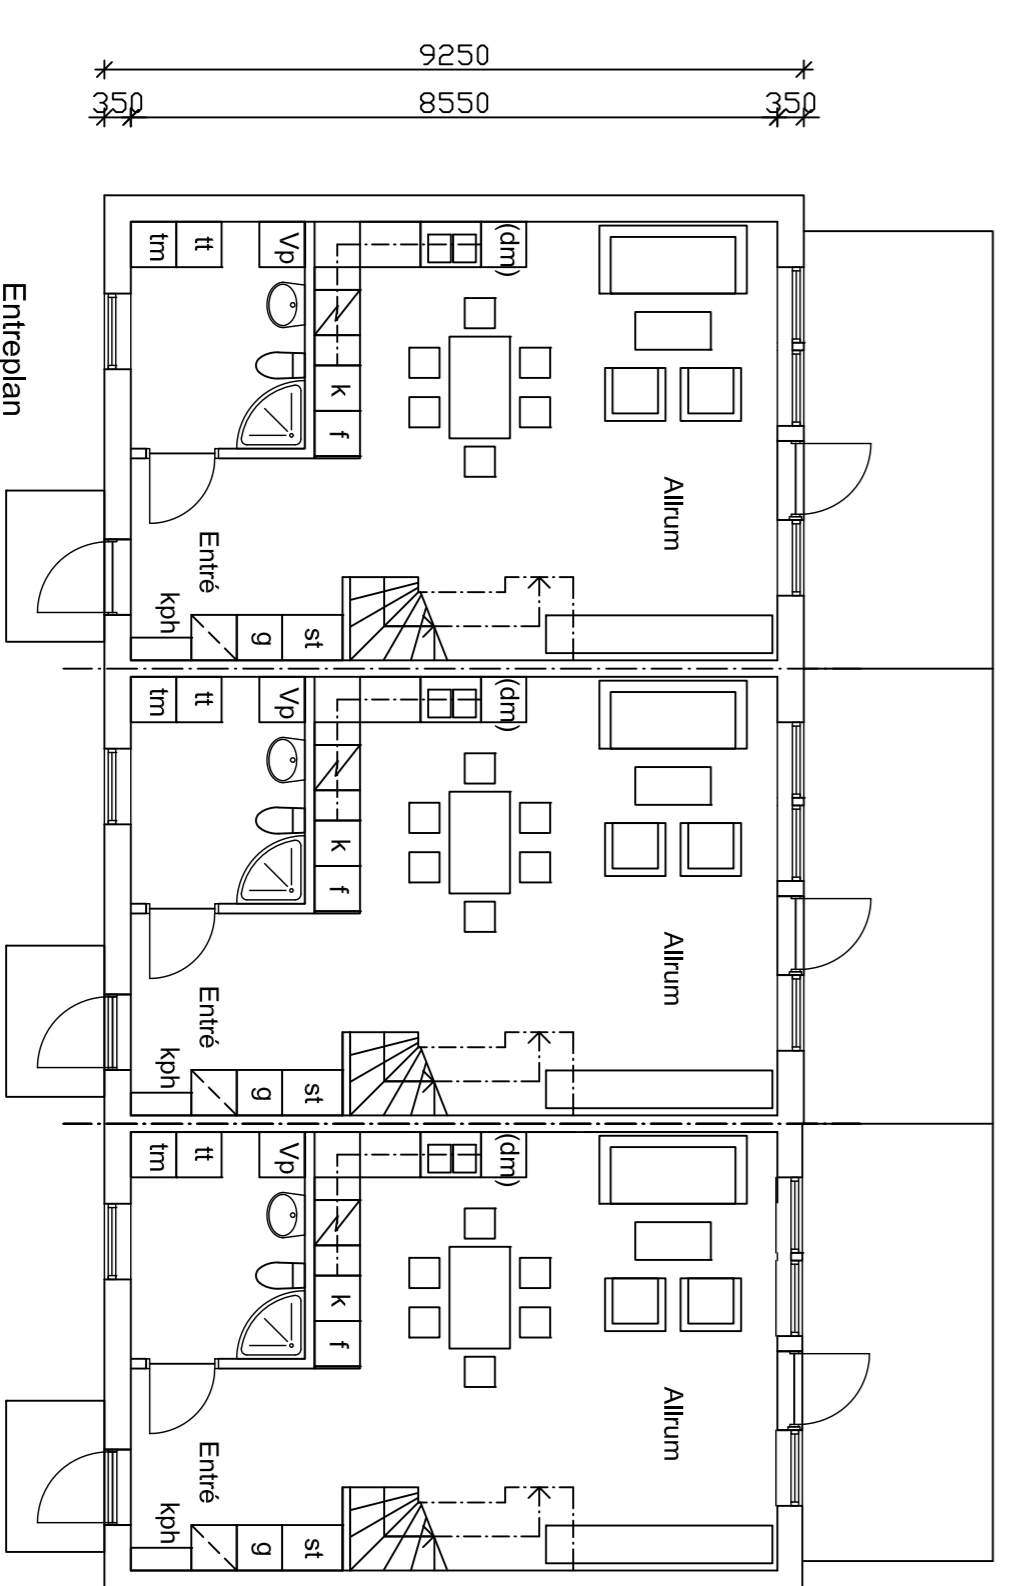 9250
350 8550 350
Entreplan
tm tt Vp (dm)
k
f
Allrum
Entré
kph g st
tm tt Vp (dm)
k
f
Allrum
Entré
kph g st
tm tt Vp (dm)
k
f
Allrum
Entré
kph g st